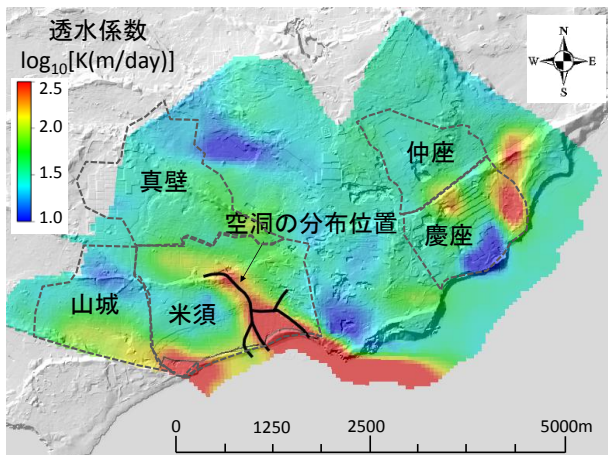 透水係数
log10[K(m/day)]
2.5
2.0
1.5
1.0
N
W E
S
仲座
真壁
空洞の分布位置
慶座
山城
米須
0 1250 2500 5000m